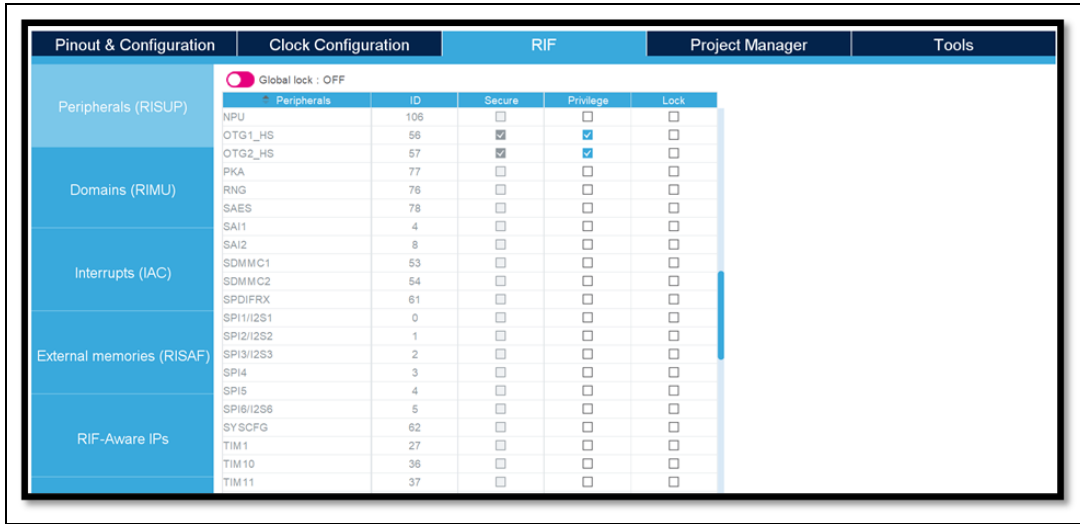 Pinout & Configuration Clock Configuration RIF Project Manager Tools
Global lock : OFF
Peripherals (RISUP)
Domains (RIMU)
Interrupts (IAC)
External memories (RISAF)
RIF-Aware IPs
Peripherals ID Secure Privilege Lock
NPU 106
OTG1_HS 56
OTG2_HS 57
PKA 77
RNG 76
SAES 78
SAI1 4
SAI2 8
SDMMC1 53
SDMMC2 54
SPDIFRX 61
SPI1/I2S1 0
SPI2/I2S2 1
SPI3/I2S3 2
SPI4 3
SPI5 4
SPI6/I2S6 5
SYSCFG 62
TIM1 27
TIM10 36
TIM11 37